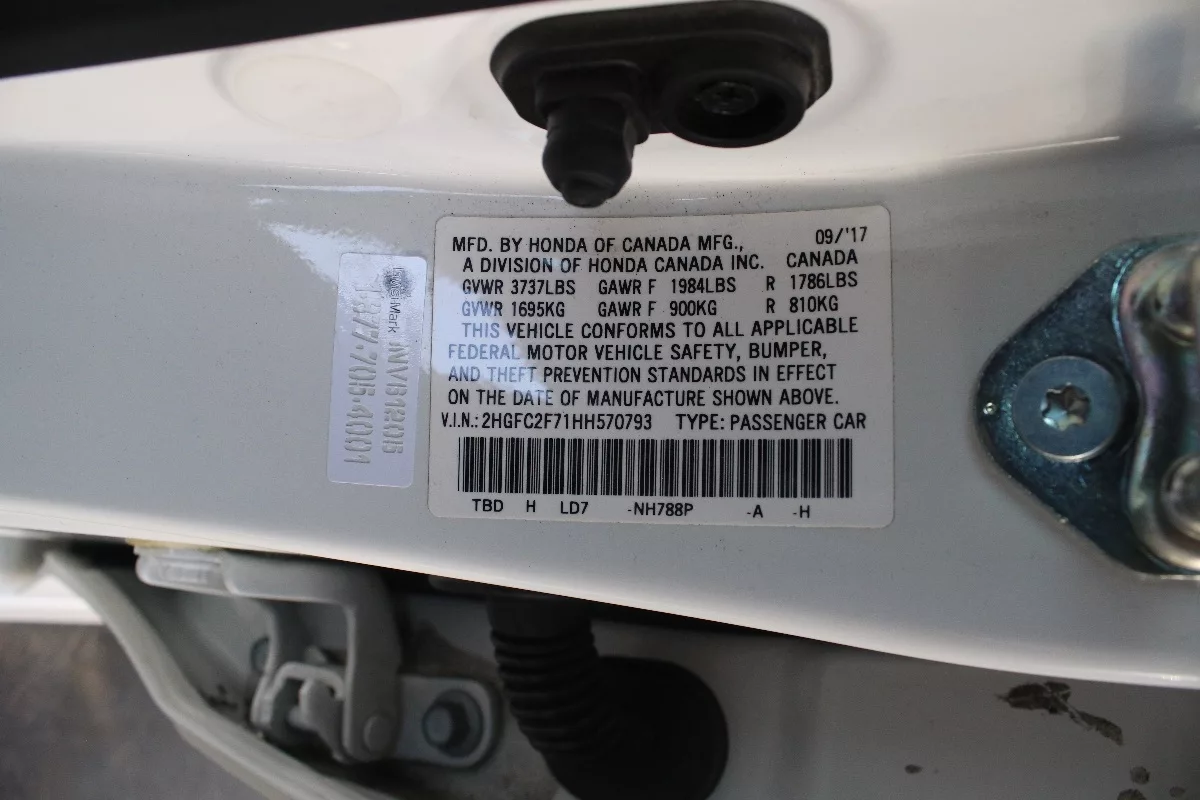 MFD. BY HONDA OF CANADA MFG., 09/'17
A DIVISION OF HONDA CANADA INC. CANADA
GVWR 3737LBS GAWR F 1984LBS R 1786LBS
GVWR 1695KG GAWR F 900KG R 810KG
THIS VEHICLE CONFORMS TO ALL APPLICABLE
FEDERAL MOTOR VEHICLE SAFETY, BUMPER,
AND THEFT PREVENTION STANDARDS IN EFFECT
ON THE DATE OF MANUFACTURE SHOWN ABOVE.
V.I.N.: 2HGFC2F71HH570793 TYPE: PASSENGER CAR
TBD H LD7 -NH788P -A -H